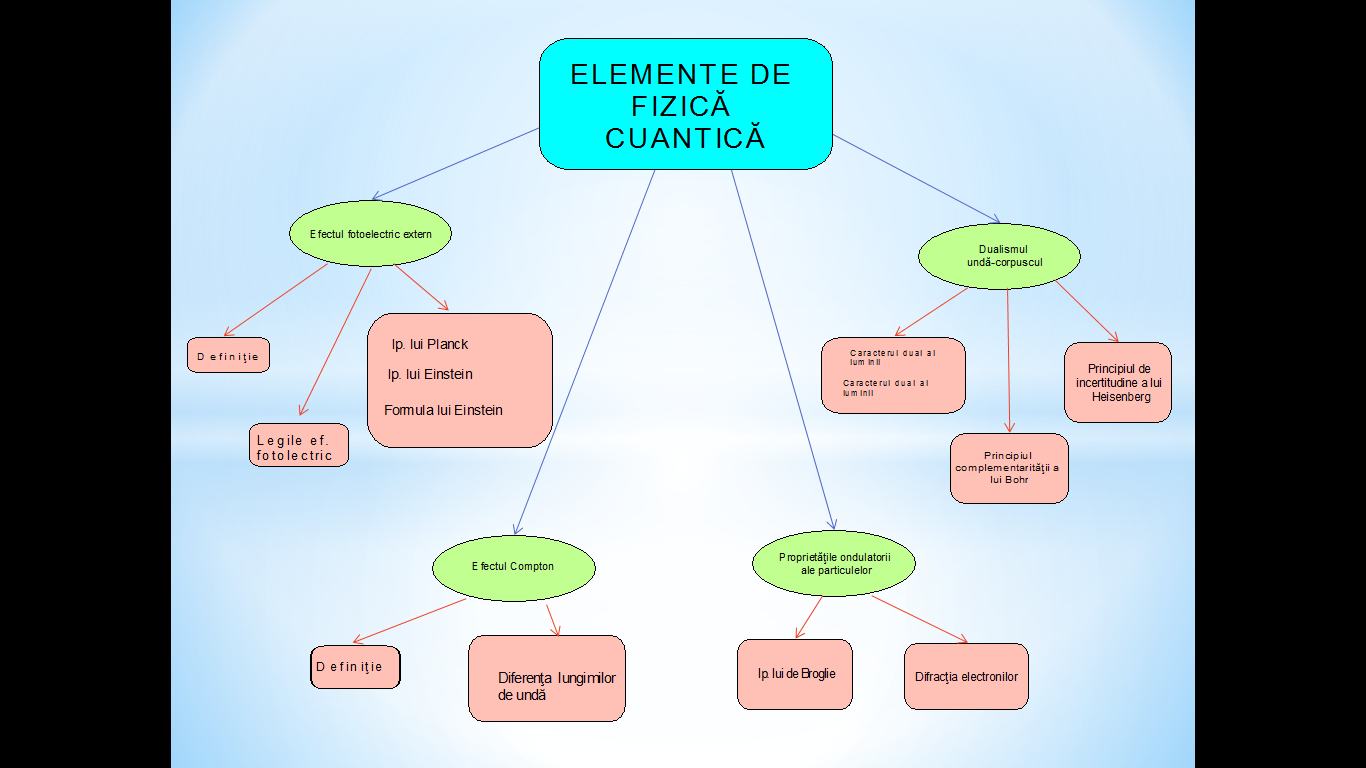 ELEMENTE DE
FIZICĂ
CUANTICĂ
Efectul fotoelectric extern
Dualismul
undă-corpuscul
Definiţie
Legile ef.
fotolectric
Ip. lui Planck
Ip. lui Einstein
Formula lui Einstein
Caracterul dual al
luminii
Caracterul dual al
luminii
Principiul
complementarităţii a
lui Bohr
Principiul de
incertitudine a lui
Heisenberg
Efectul Compton
Proprietăţile ondulatorii
ale particulelor
Definiţie
Diferenţa lungimilor
de undă
Ip. lui de Broglie
Difracţia electronilor